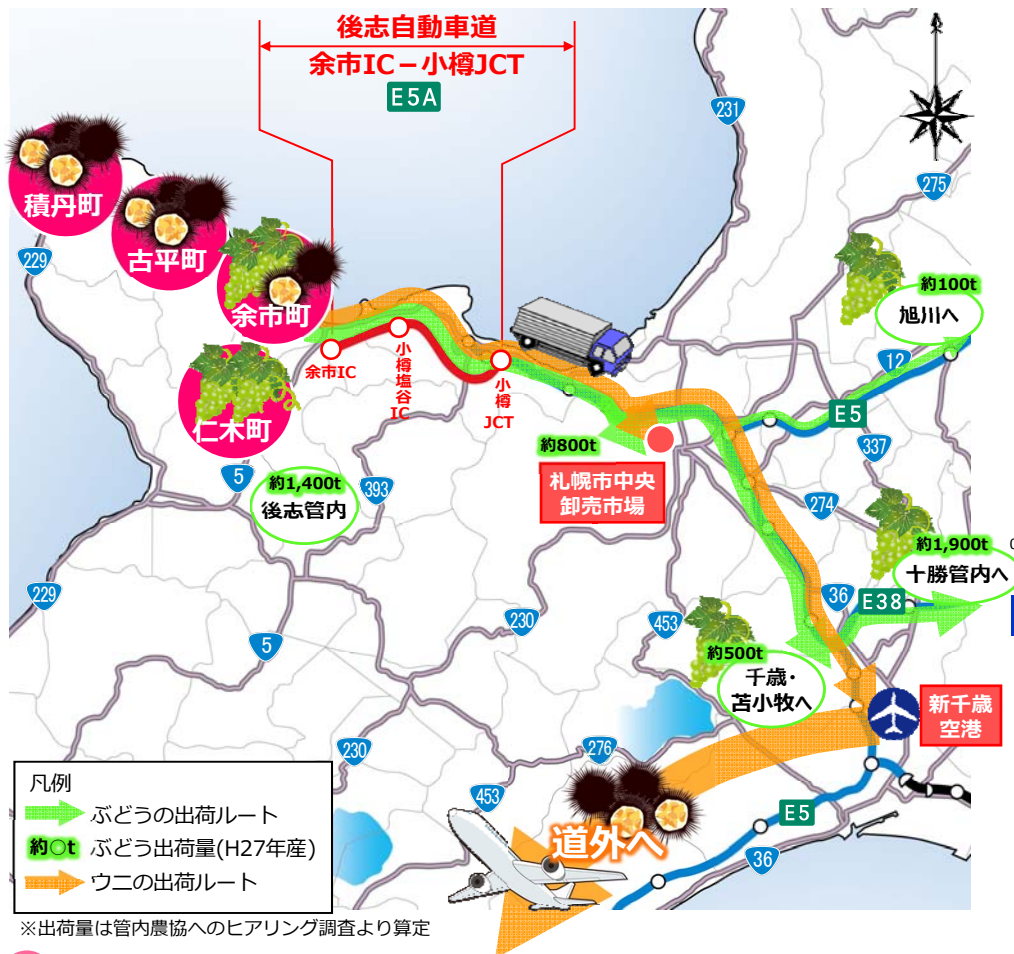 後志自動車道
余市IC－小樽JCT
E5A
231
275
積丹町
229
古平町
余市町
約100t
旭川へ
12
E5
余市IC
小樽塩谷IC
小樽JCT
仁木町
337
約800t
5
約1,400t
後志管内
393
札幌市中央
卸売市場
274
約1,900t
十勝管内へ
229
36
E38
230
453
5
約500t
千歳・
苫小牧へ
新千歳
空港
230
276
453
道外へ
E5
36
凡例
ぶどうの出荷ルート
約○t ぶどう出荷量(H27年産)
ウニの出荷ルート
※出荷量は管内農協へのヒアリング調査より算定